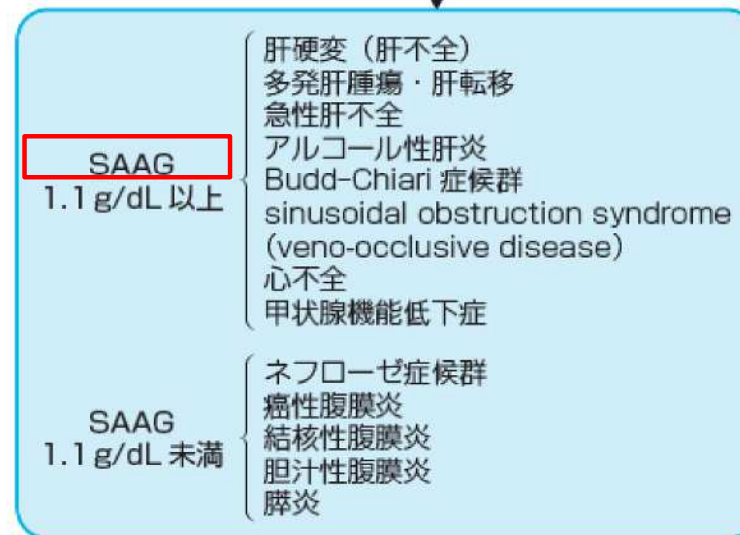 SAAG
1.1 g/dL 以上
肝硬変（肝不全）
多発肝腫瘍・肝転移
急性肝不全
アルコール性肝炎
Budd-Chiari 症候群
sinusoidal obstruction syndrome
(veno-occlusive disease)
心不全
甲状腺機能低下症
SAAG
1.1 g/dL 未満
ネフローゼ症候群
癌性腹膜炎
結核性腹膜炎
胆汁性腹膜炎
膵炎